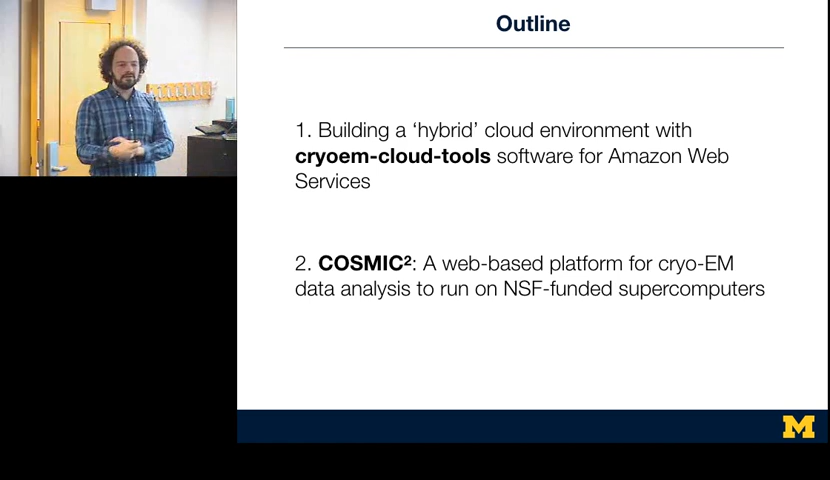 Outline
1. Building a ‘hybrid’ cloud environment with
cryoem-cloud-tools software for Amazon Web
Services
2. COSMIC²: A web-based platform for cryo-EM
data analysis to run on NSF-funded supercomputers
M